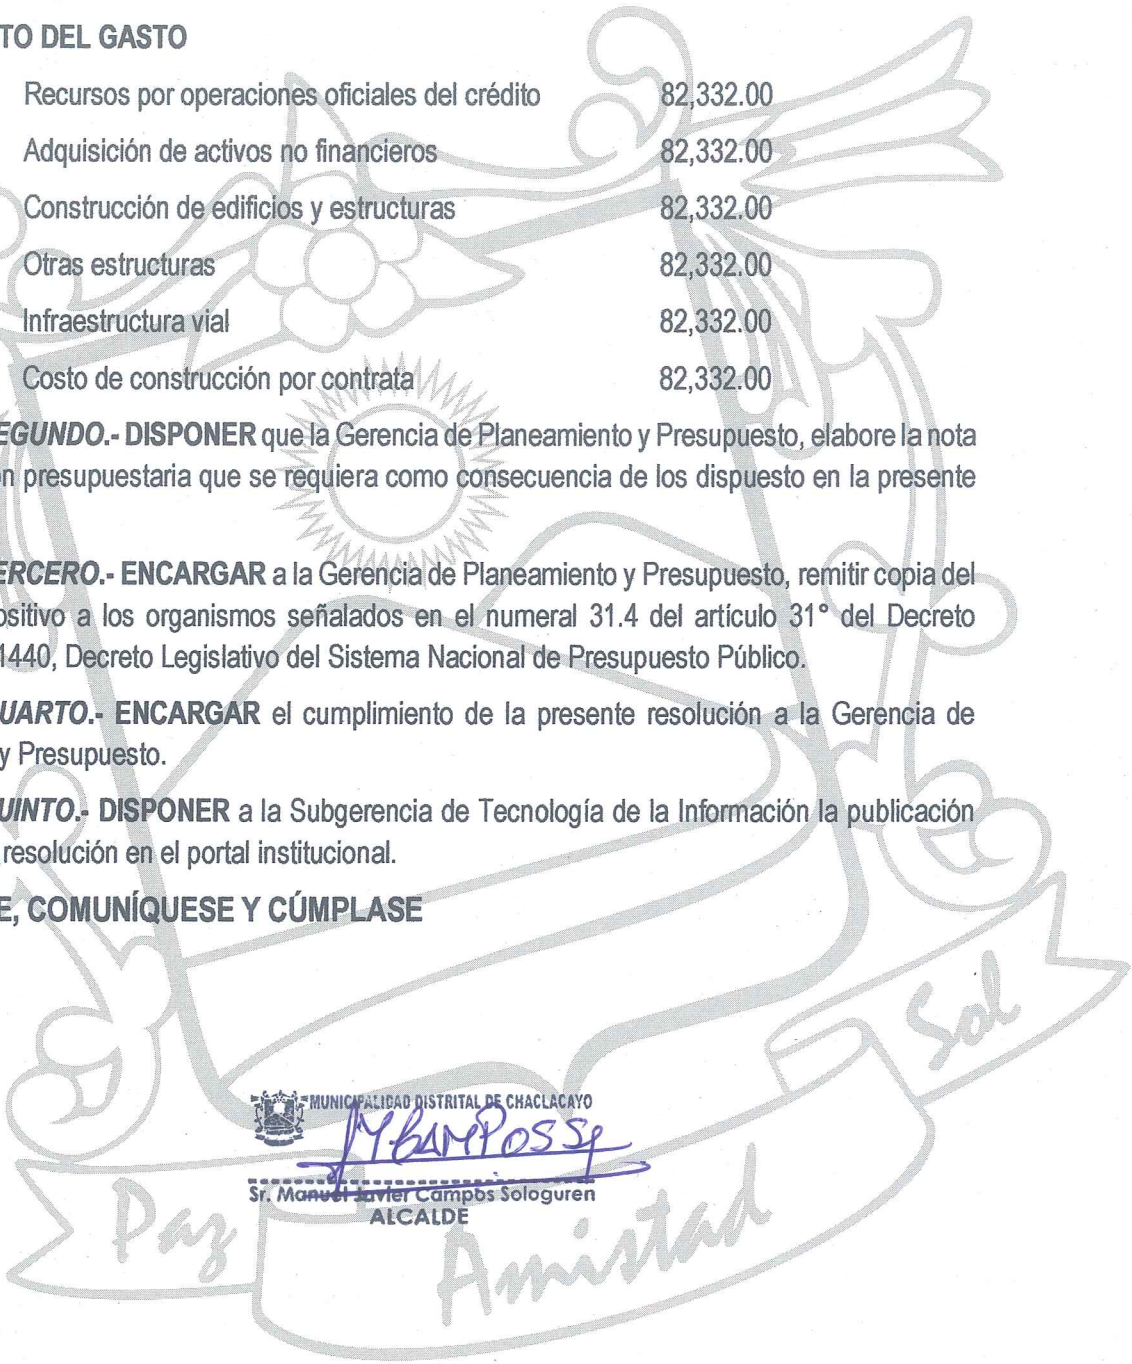 TO DEL GASTO
Recursos por operaciones oficiales del crédito 82,332.00
Adquisición de activos no financieros 82,332.00
Construcción de edificios y estructuras 82,332.00
Otras estructuras 82,332.00
Infraestructura vial 82,332.00
Costo de construcción por contrata 82,332.00
EGUNDO.- DISPONER que la Gerencia de Planeamiento y Presupuesto, elabore la nota
n presupuestaria que se requiera como consecuencia de los dispuesto en la presente
ERCERO.- ENCARGAR a la Gerencia de Planeamiento y Presupuesto, remitir copia del
ositivo a los organismos señalados en el numeral 31.4 del artículo 31° del Decreto
1440, Decreto Legislativo del Sistema Nacional de Presupuesto Público.
UARTO.- ENCARGAR el cumplimiento de la presente resolución a la Gerencia de
y Presupuesto.
UINTO.- DISPONER a la Subgerencia de Tecnología de la Información la publicación
resolución en el portal institucional.
E, COMUNÍQUESE Y CÚMPLASE
MUNICIPALIDAD DISTRITAL DE CHACLACAYO
Sr. Manuel Javier Campos Sologuren
ALCALDE
Paz Amistad Sol